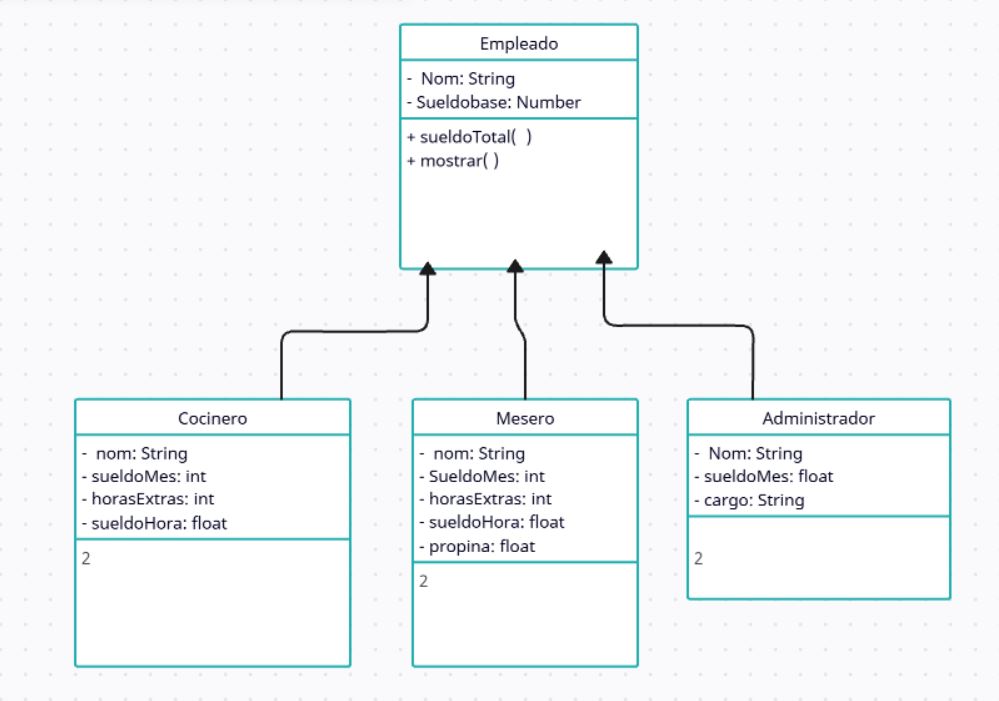 Empleado
- Nom: String
- Sueldobase: Number
+ sueldoTotal( )
+ mostrar( )
Cocinero
- nom: String
- sueldoMes: int
- horasExtras: int
- sueldoHora: float
2
Mesero
- nom: String
- SueldoMes: int
- horasExtras: int
- sueldoHora: float
- propina: float
2
Administrador
- Nom: String
- sueldoMes: float
- cargo: String
2